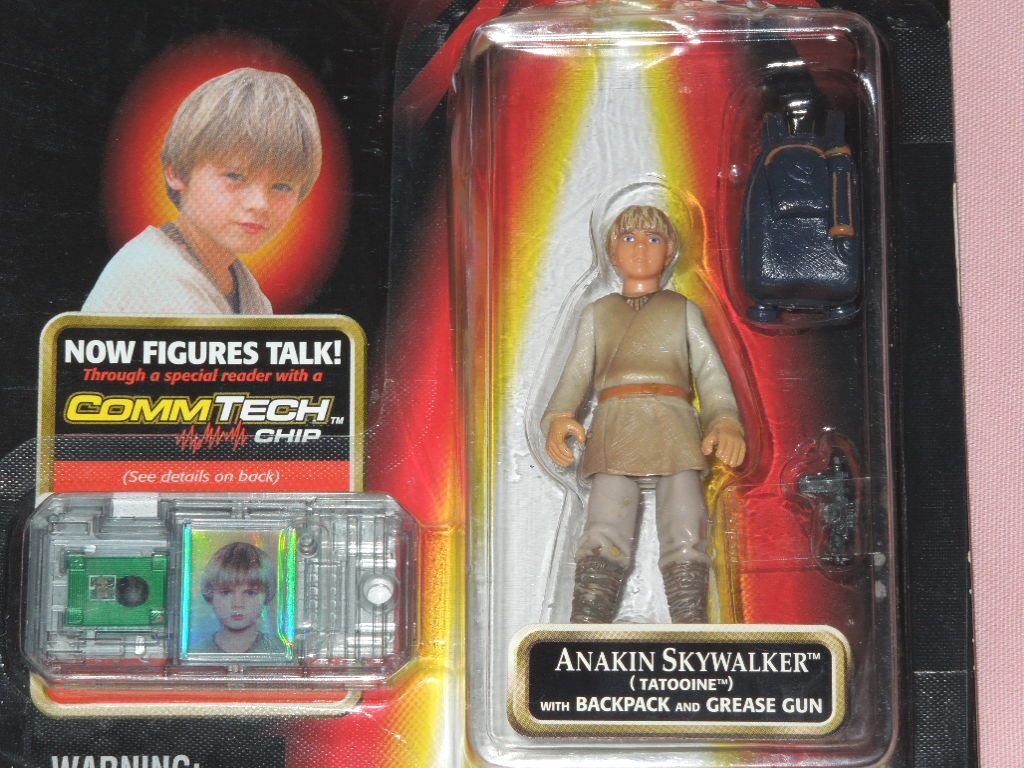 NOW FIGURES TALK!
Through a special reader with a
COMMTECH™
CHIP
(See details on back)
ANAKIN SKYWALKER™
(TATOOINE™)
WITH BACKPACK AND GREASE GUN
WARNING: